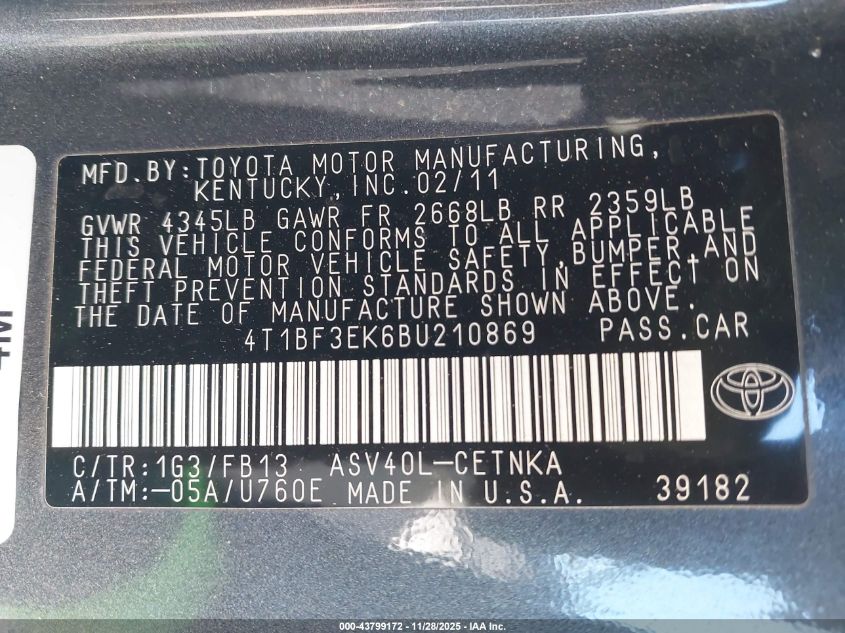 MFD.BY:TOYOTA MOTOR MANUFACTURING,
KENTUCKY,INC.02/11
GVWR 4345LB GAWR FR 2668LB RR 2359LB
THIS VEHICLE CONFORMS TO ALL APPLICABLE
FEDERAL MOTOR VEHICLE SAFETY,BUMPER,AND
THEFT PREVENTION STANDARDS IN EFFECT ON
THE DATE OF MANUFACTURE SHOWN ABOVE.
4T1BF3EK6BU210869 PASS.CAR
C/TR:1G3/FB13 ASV40L-CETNKA
A/TM:-05A/U760E MADE IN U.S.A. 39182
000-43799172 | 11/28/2025 - IAA Inc.